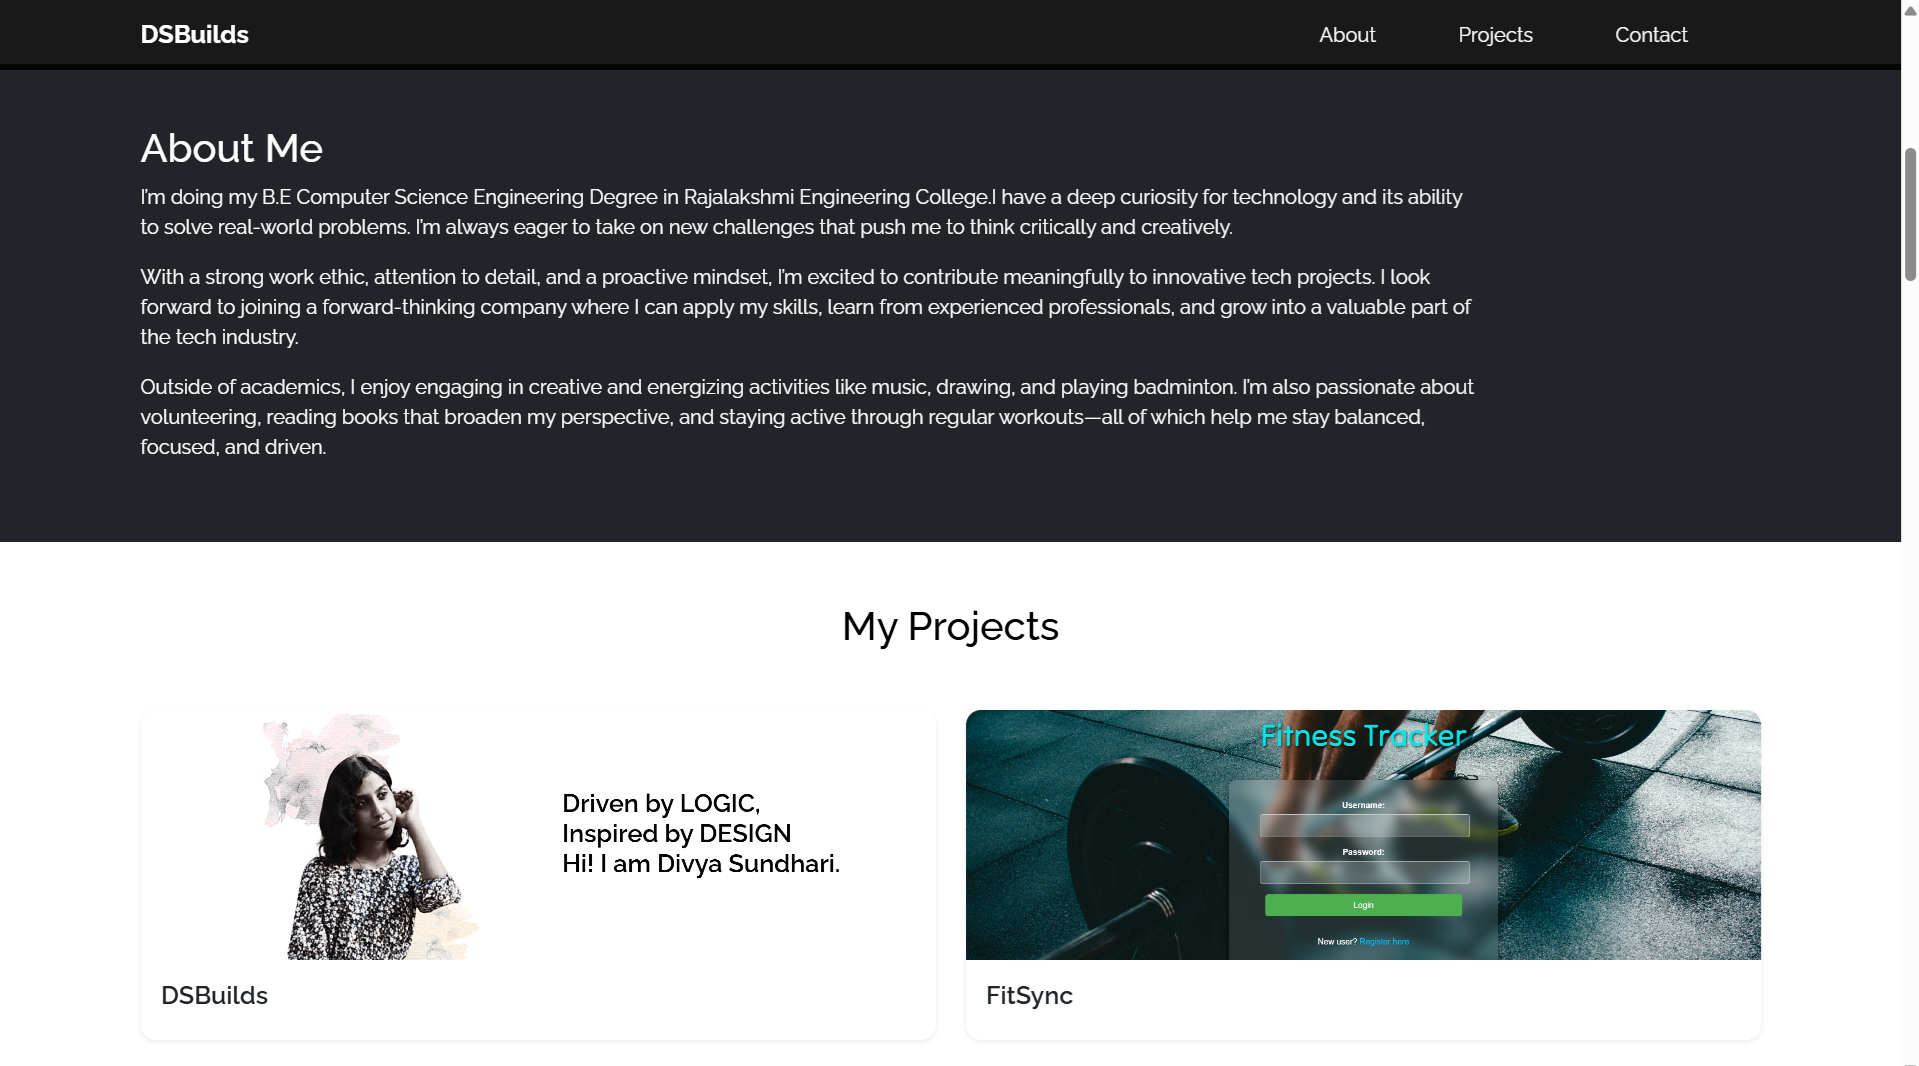 DSBuilds
About
Projects
Contact
About Me
I'm doing my B.E Computer Science Engineering Degree in Rajalakshmi Engineering College.I have a deep curiosity for technology and its ability
to solve real-world problems. I'm always eager to take on new challenges that push me to think critically and creatively.
With a strong work ethic, attention to detail, and a proactive mindset, I'm excited to contribute meaningfully to innovative tech projects. I look
forward to joining a forward-thinking company where I can apply my skills, learn from experienced professionals, and grow into a valuable part of
the tech industry.
Outside of academics, I enjoy engaging in creative and energizing activities like music, drawing, and playing badminton. I'm also passionate about
volunteering, reading books that broaden my perspective, and staying active through regular workouts—all of which help me stay balanced,
focused, and driven.
My Projects
Driven by LOGIC,
Inspired by DESIGN
Hi! I am Divya Sundhari.
DSBuilds
Fitness Tracker
Username:
Password:
Login
New user? Register here
FitSync